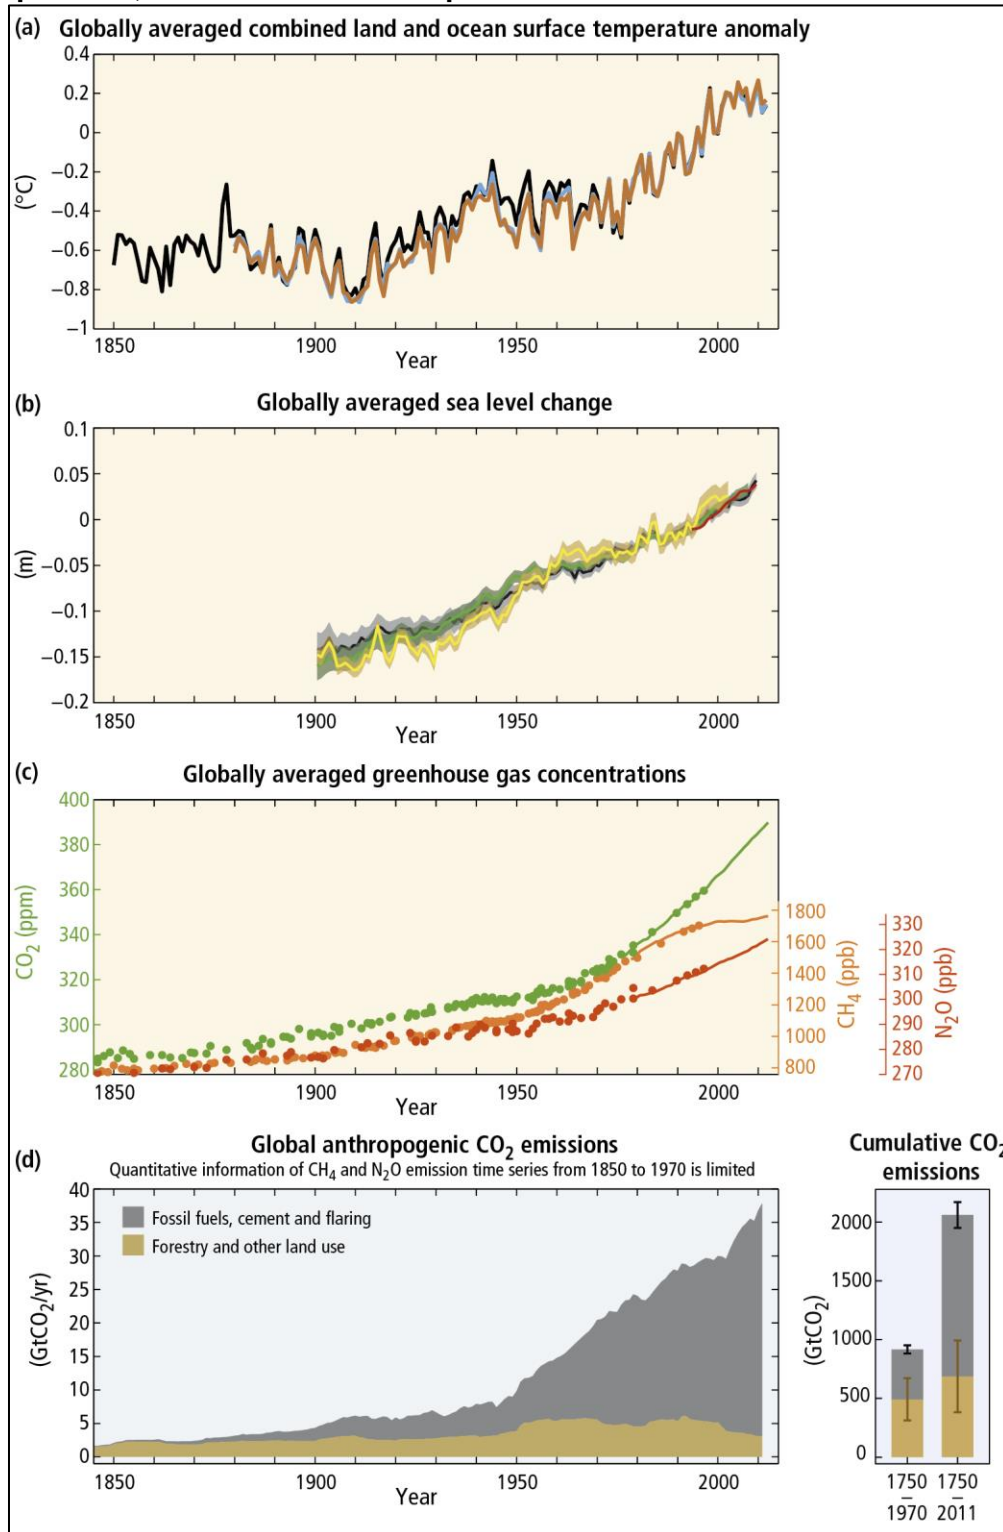 (a) Globally averaged combined land and ocean surface temperature anomaly
0.4
0.2
0
−0.2
−0.4
−0.6
−0.8
−1
(°C)
1850 1900 1950 2000
Year
(b) Globally averaged sea level change
0.1
0.05
0
−0.05
−0.1
−0.15
−0.2
(m)
1850 1900 1950 2000
Year
(c) Globally averaged greenhouse gas concentrations
400
380
360
340
320
300
280
CO₂ (ppm)
1800
1600
1400
1200
1000
800
CH₄ (ppb)
330
320
310
300
290
280
270
N₂O (ppb)
1850 1900 1950 2000
Year
(d) Global anthropogenic CO₂ emissions
Quantitative information of CH₄ and N₂O emission time series from 1850 to 1970 is limited
40
35
30
25
20
15
10
5
0
(GtCO₂/yr)
Fossil fuels, cement and flaring
Forestry and other land use
1850 1900 1950 2000
Year
Cumulative CO₂
emissions
2000
1500
1000
500
0
(GtCO₂)
1750 1750
– –
1970 2011